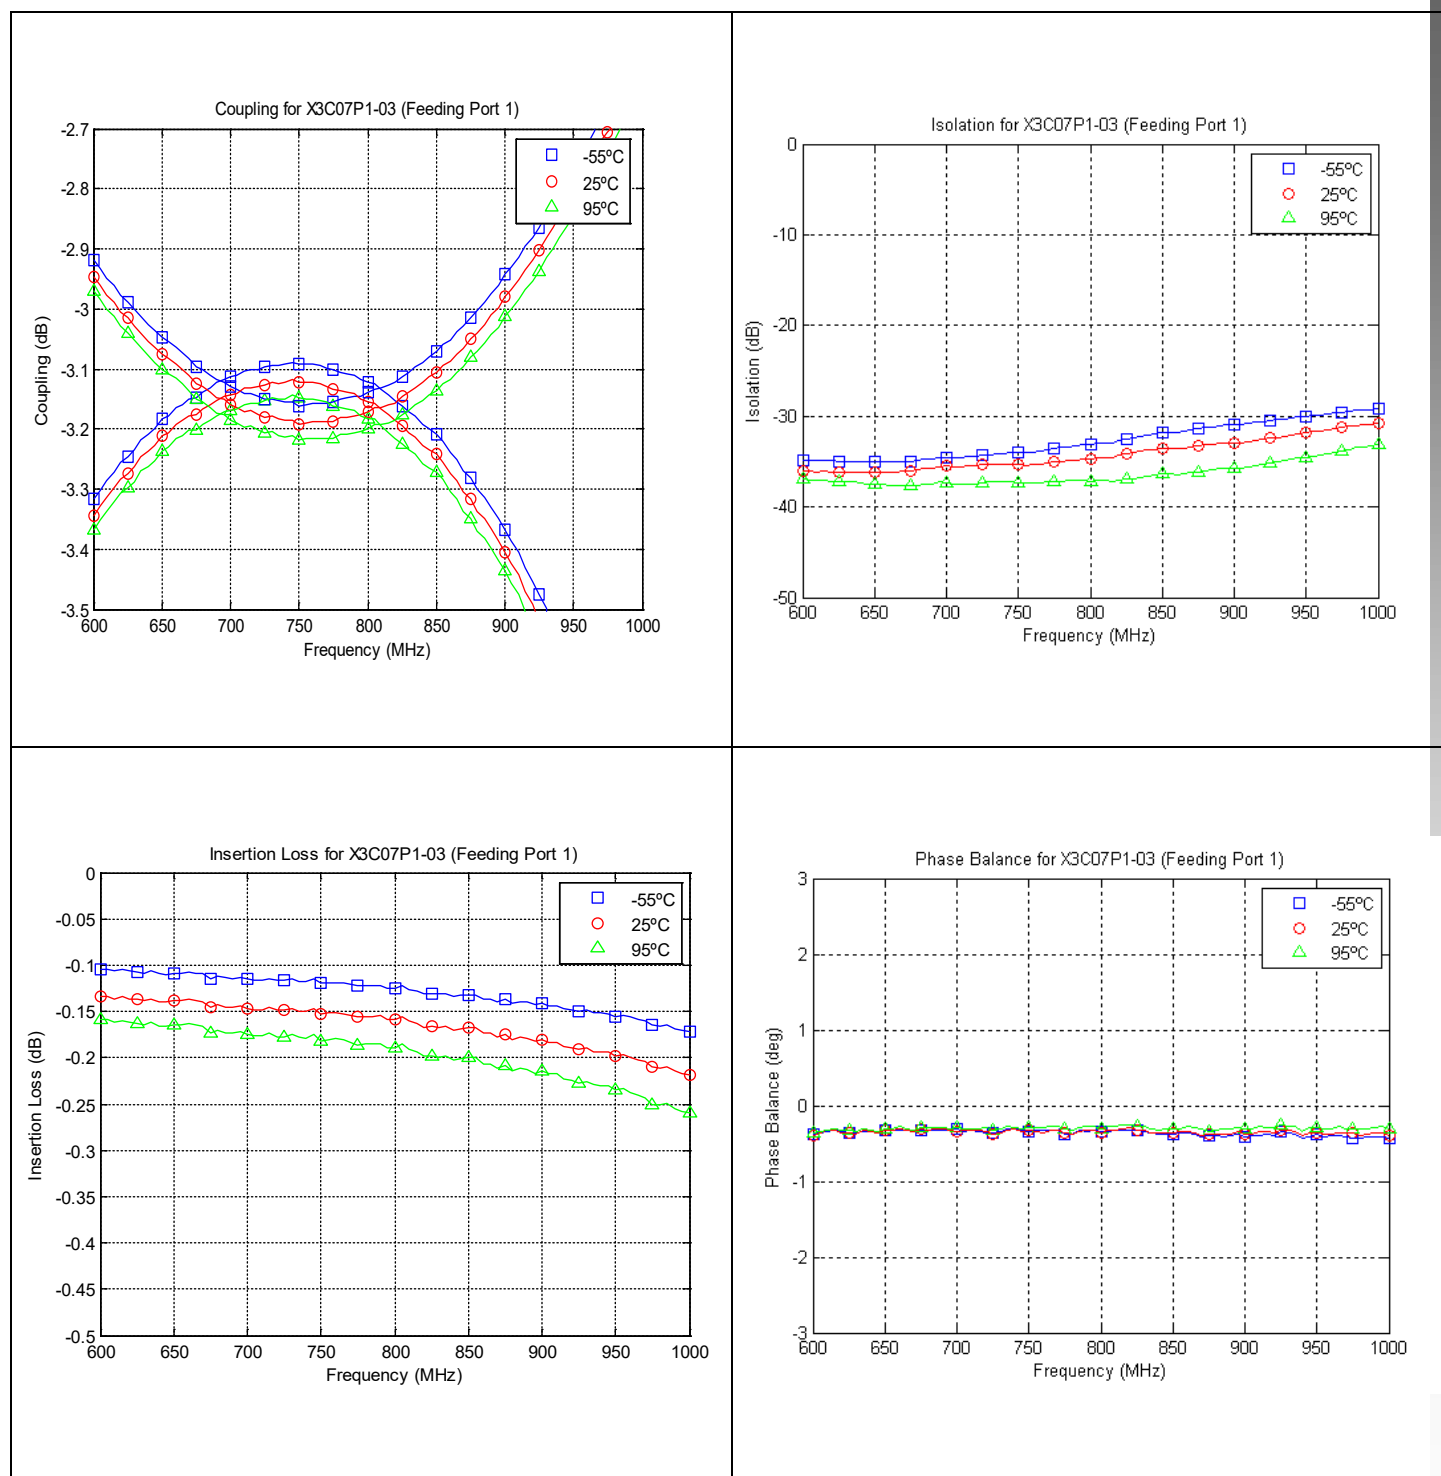 Coupling for X3C07P1-03 (Feeding Port 1)
-2.7
-2.8
-2.9
-3
-3.1
-3.2
-3.3
-3.4
-3.5
Coupling (dB)
-55ºC
25ºC
95ºC
600 650 700 750 800 850 900 950 1000
Frequency (MHz)
Isolation for X3C07P1-03 (Feeding Port 1)
0
-10
-20
-30
-40
-50
Isolation (dB)
-55ºC
25ºC
95ºC
600 650 700 750 800 850 900 950 1000
Frequency (MHz)
Insertion Loss for X3C07P1-03 (Feeding Port 1)
0
-0.05
-0.1
-0.15
-0.2
-0.25
-0.3
-0.35
-0.4
-0.45
-0.5
Insertion Loss (dB)
-55ºC
25ºC
95ºC
600 650 700 750 800 850 900 950 1000
Frequency (MHz)
Phase Balance for X3C07P1-03 (Feeding Port 1)
3
2
1
0
-1
-2
-3
Phase Balance (deg)
-55ºC
25ºC
95ºC
600 650 700 750 800 850 900 950 1000
Frequency (MHz)